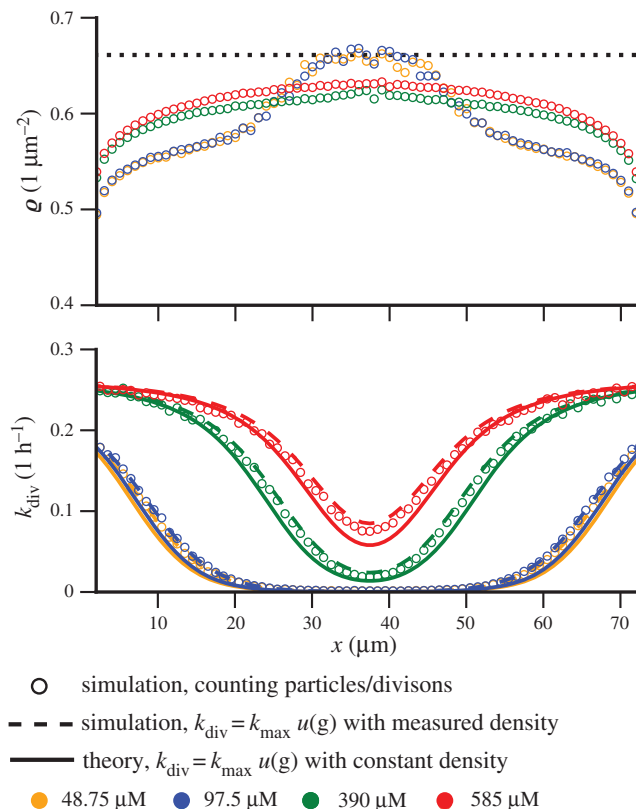 0.7
0.6
0.5
0.4
ϱ (1 μm⁻²)
0.3
0.2
0.1
0
k_div (1 h⁻¹)
10 20 30 40 50 60 70
x (μm)
simulation, counting particles/divisons
simulation, k_div = k_max u(g) with measured density
theory, k_div = k_max u(g) with constant density
48.75 μM 97.5 μM 390 μM 585 μM